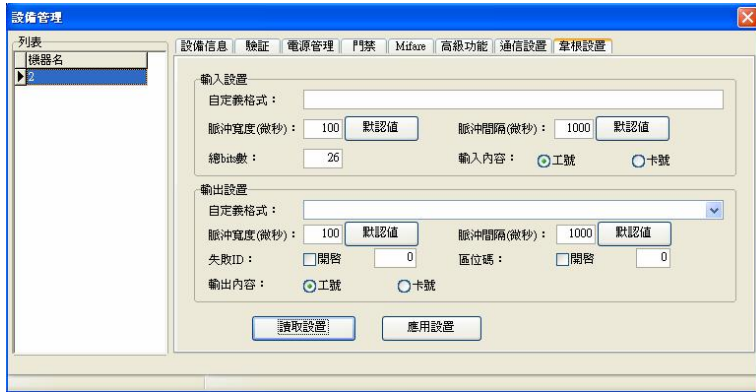 設備管理
列表
機器名
2
設備信息 驗証 電源管理 門禁 Mifare 高級功能 通信設置 韋根設置
輸入設置
自定義格式：
脈沖寬度(微秒)： 100 默認值 脈沖間隔(微秒)： 1000 默認值
總bits數： 26 輸入內容： 工號 卡號
輸出設置
自定義格式：
脈沖寬度(微秒)： 100 默認值 脈沖間隔(微秒)： 1000 默認值
失敗ID： 開啓 0 區位碼： 開啓 0
輸出內容： 工號 卡號
讀取設置 應用設置